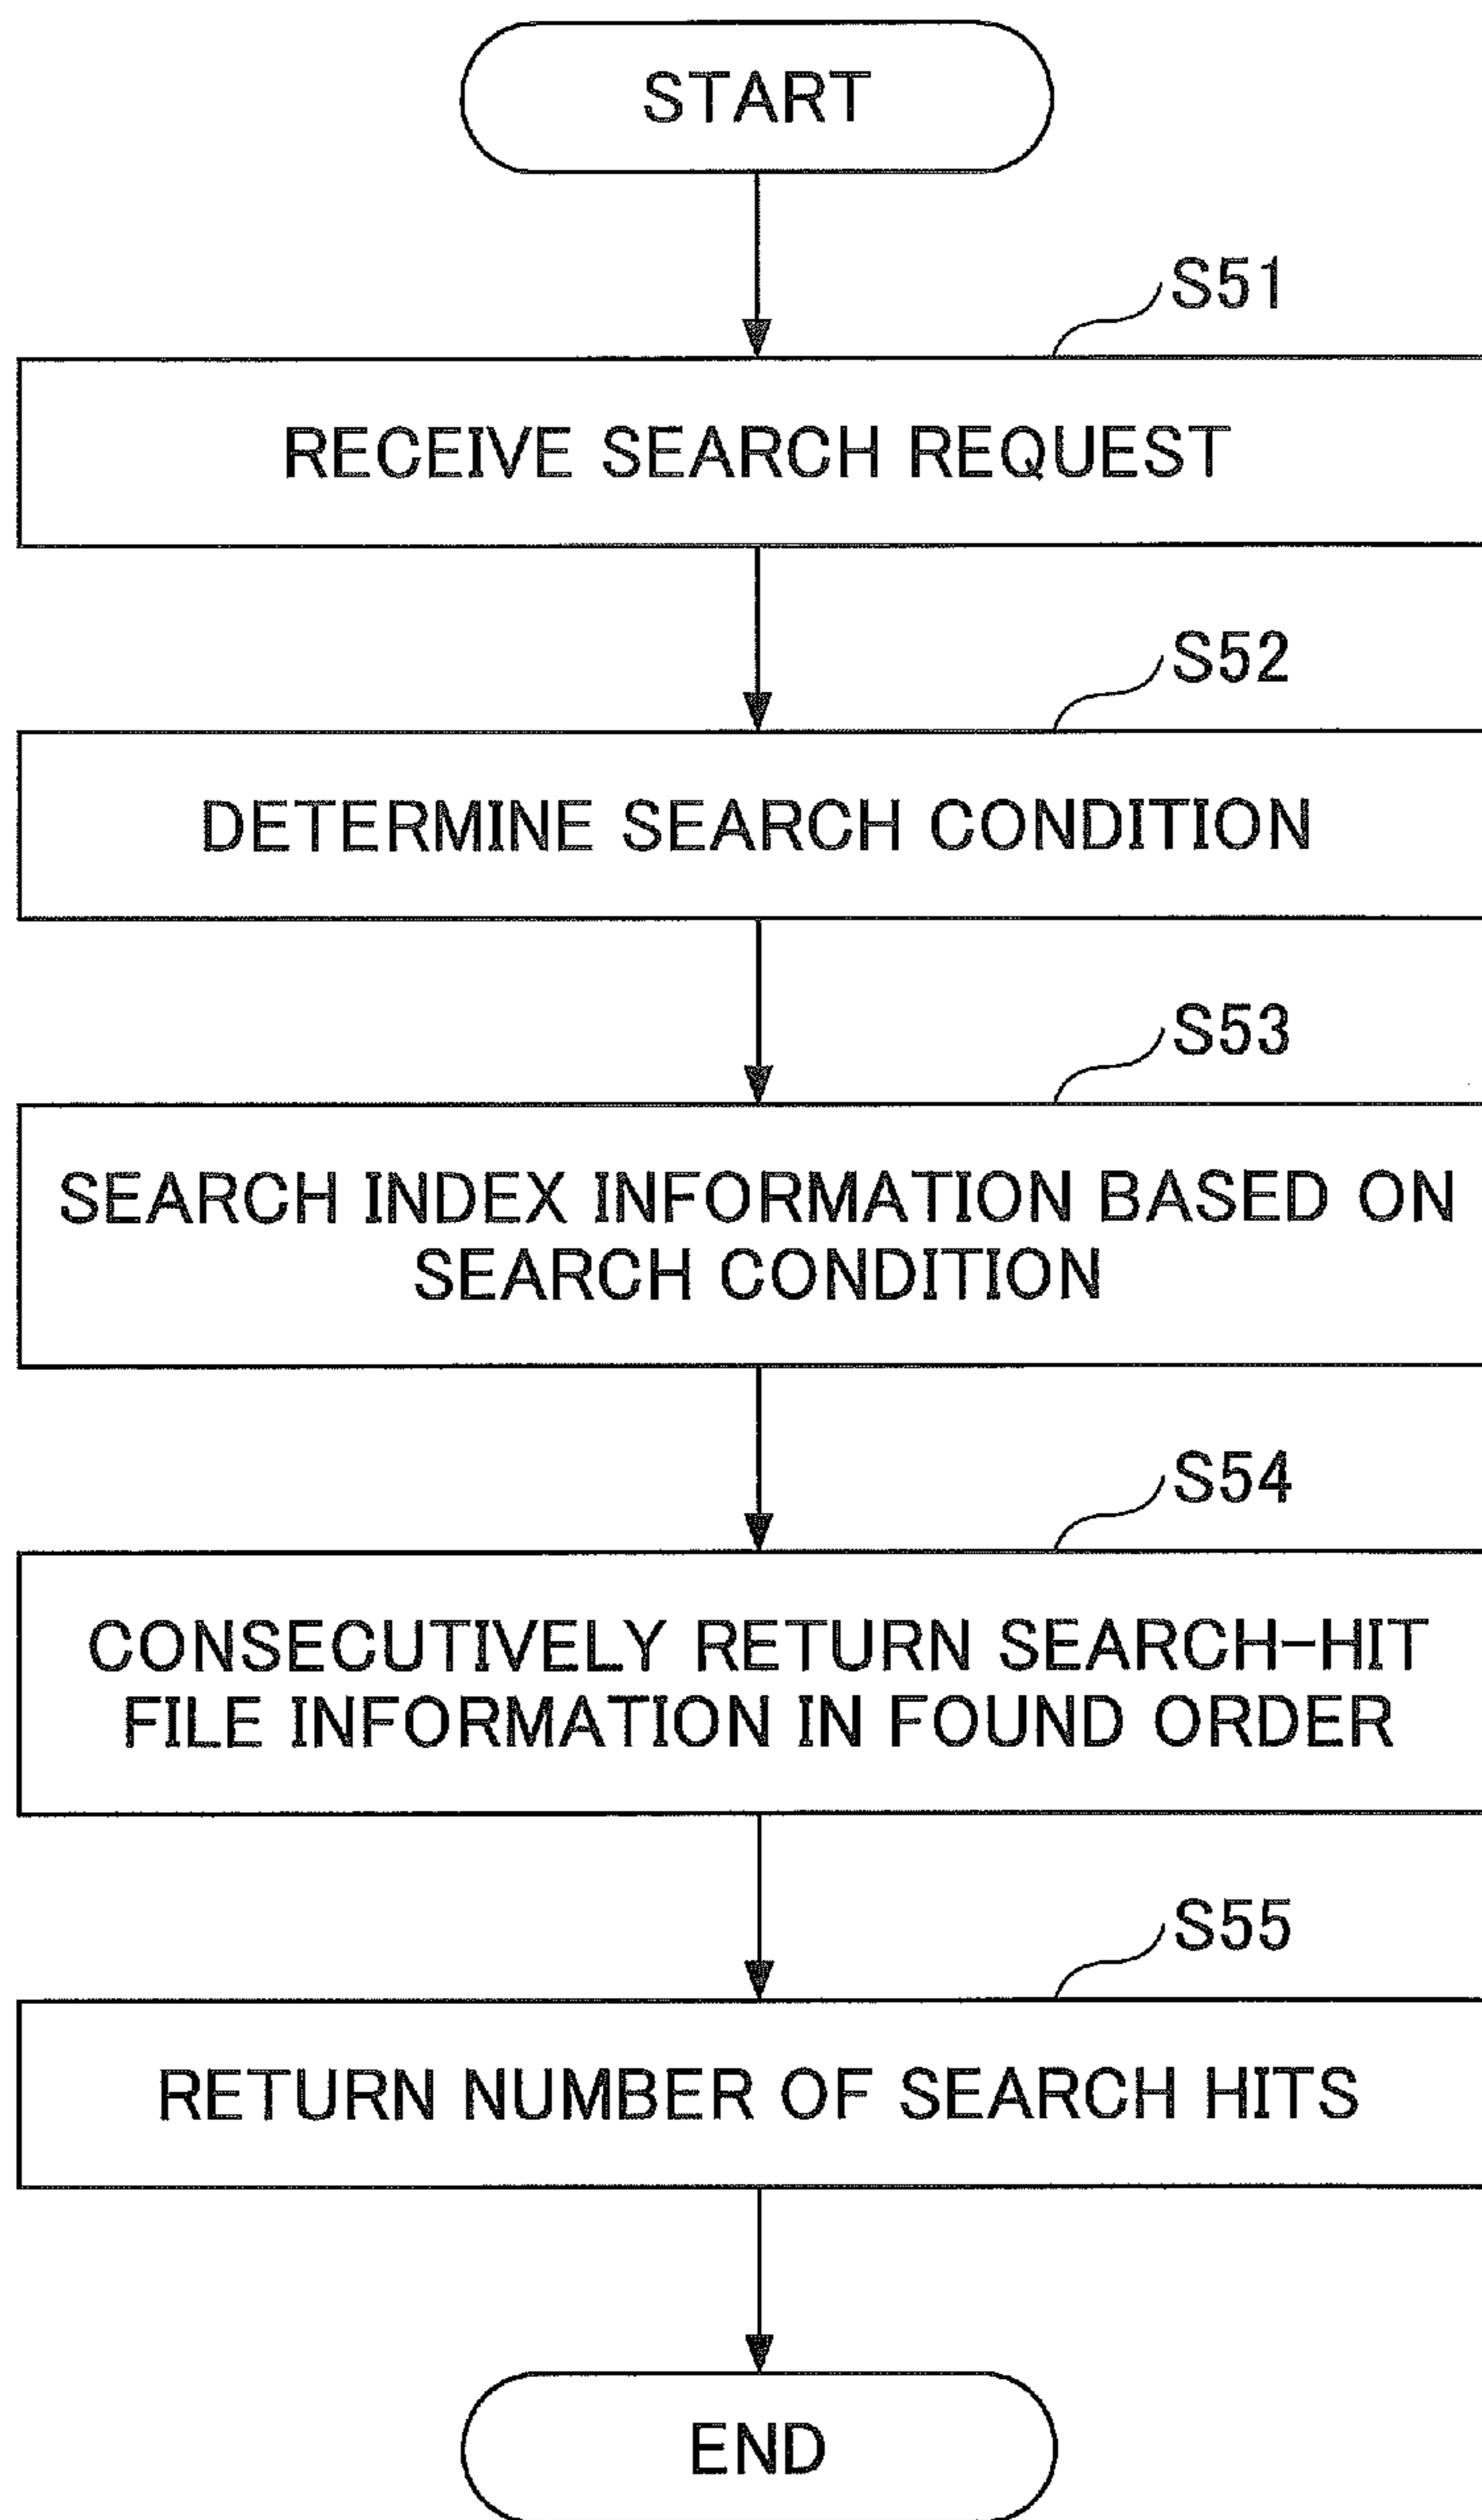 START
S51
RECEIVE SEARCH REQUEST
S52
DETERMINE SEARCH CONDITION
S53
SEARCH INDEX INFORMATION BASED ON
SEARCH CONDITION
S54
CONSECUTIVELY RETURN SEARCH-HIT
FILE INFORMATION IN FOUND ORDER
S55
RETURN NUMBER OF SEARCH HITS
END